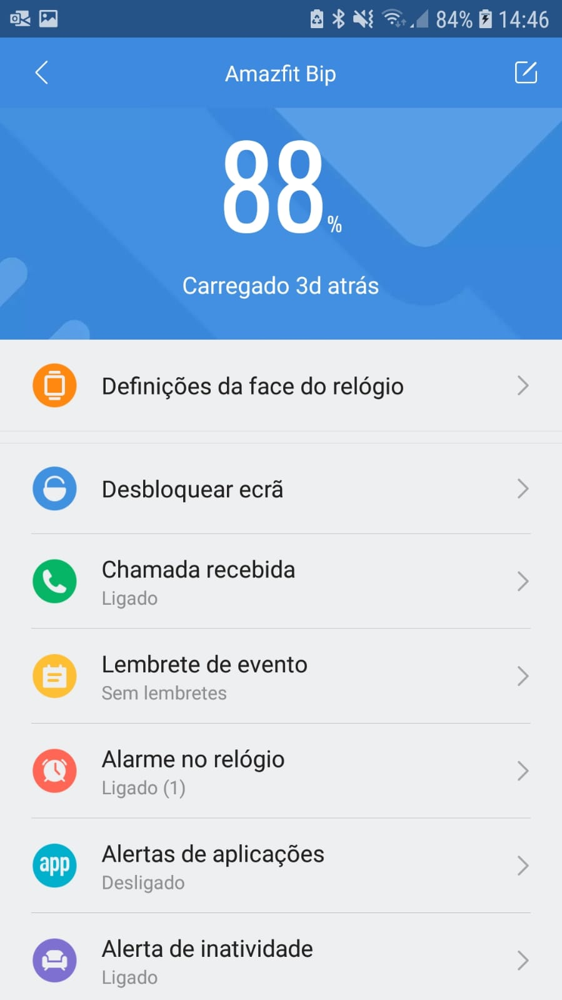 84% 14:46
Amazfit Bip
88%
Carregado 3d atrás
Definições da face do relógio
Desbloquear ecrã
Chamada recebida
Ligado
Lembrete de evento
Sem lembretes
Alarme no relógio
Ligado (1)
app
Alertas de aplicações
Desligado
Alerta de inatividade
Ligado